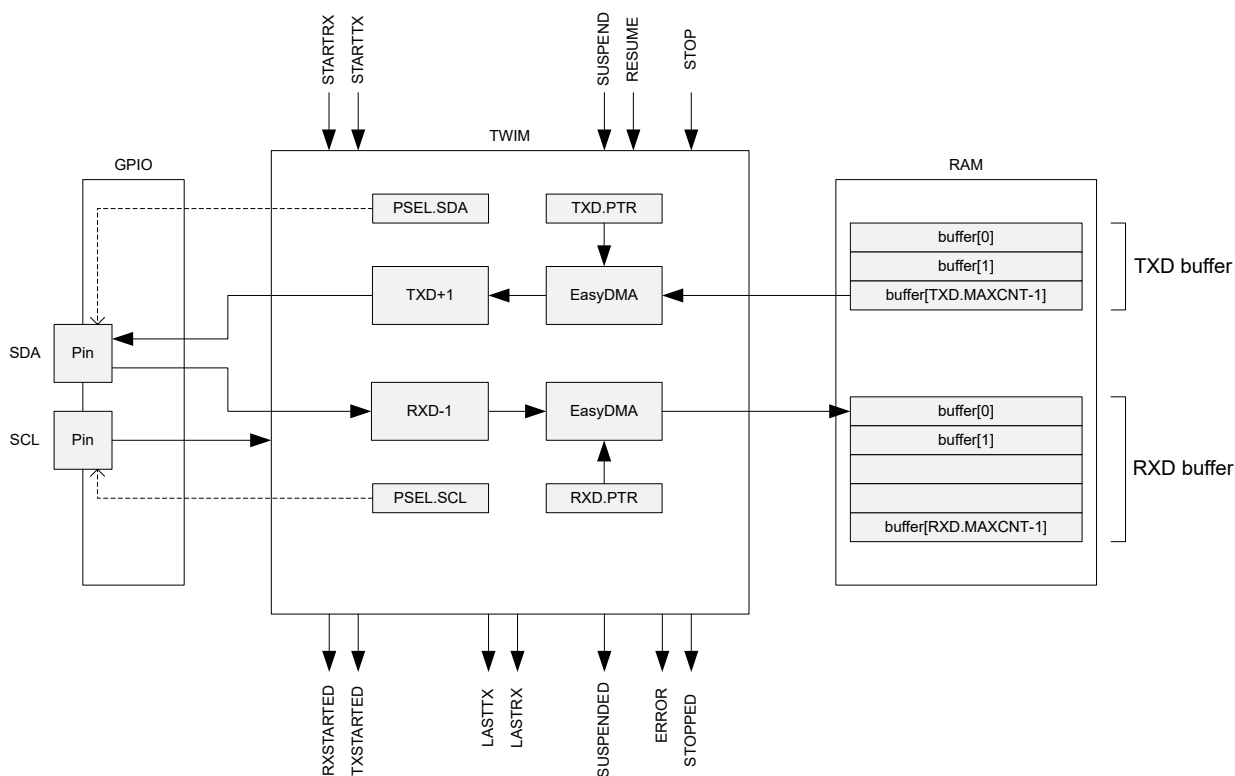 STARTRX
STARTTX
SUSPEND
RESUME
STOP
TWIM
GPIO
RAM
PSEL.SDA
TXD.PTR
buffer[0]
buffer[1]
buffer[TXD.MAXCNT-1]
TXD buffer
TXD+1
EasyDMA
SDA
Pin
RXD-1
EasyDMA
buffer[0]
buffer[1]
buffer[RXD.MAXCNT-1]
RXD buffer
SCL
Pin
PSEL.SCL
RXD.PTR
RXSTARTED
TXSTARTED
LASTTX
LASTRX
SUSPENDED
ERROR
STOPPED